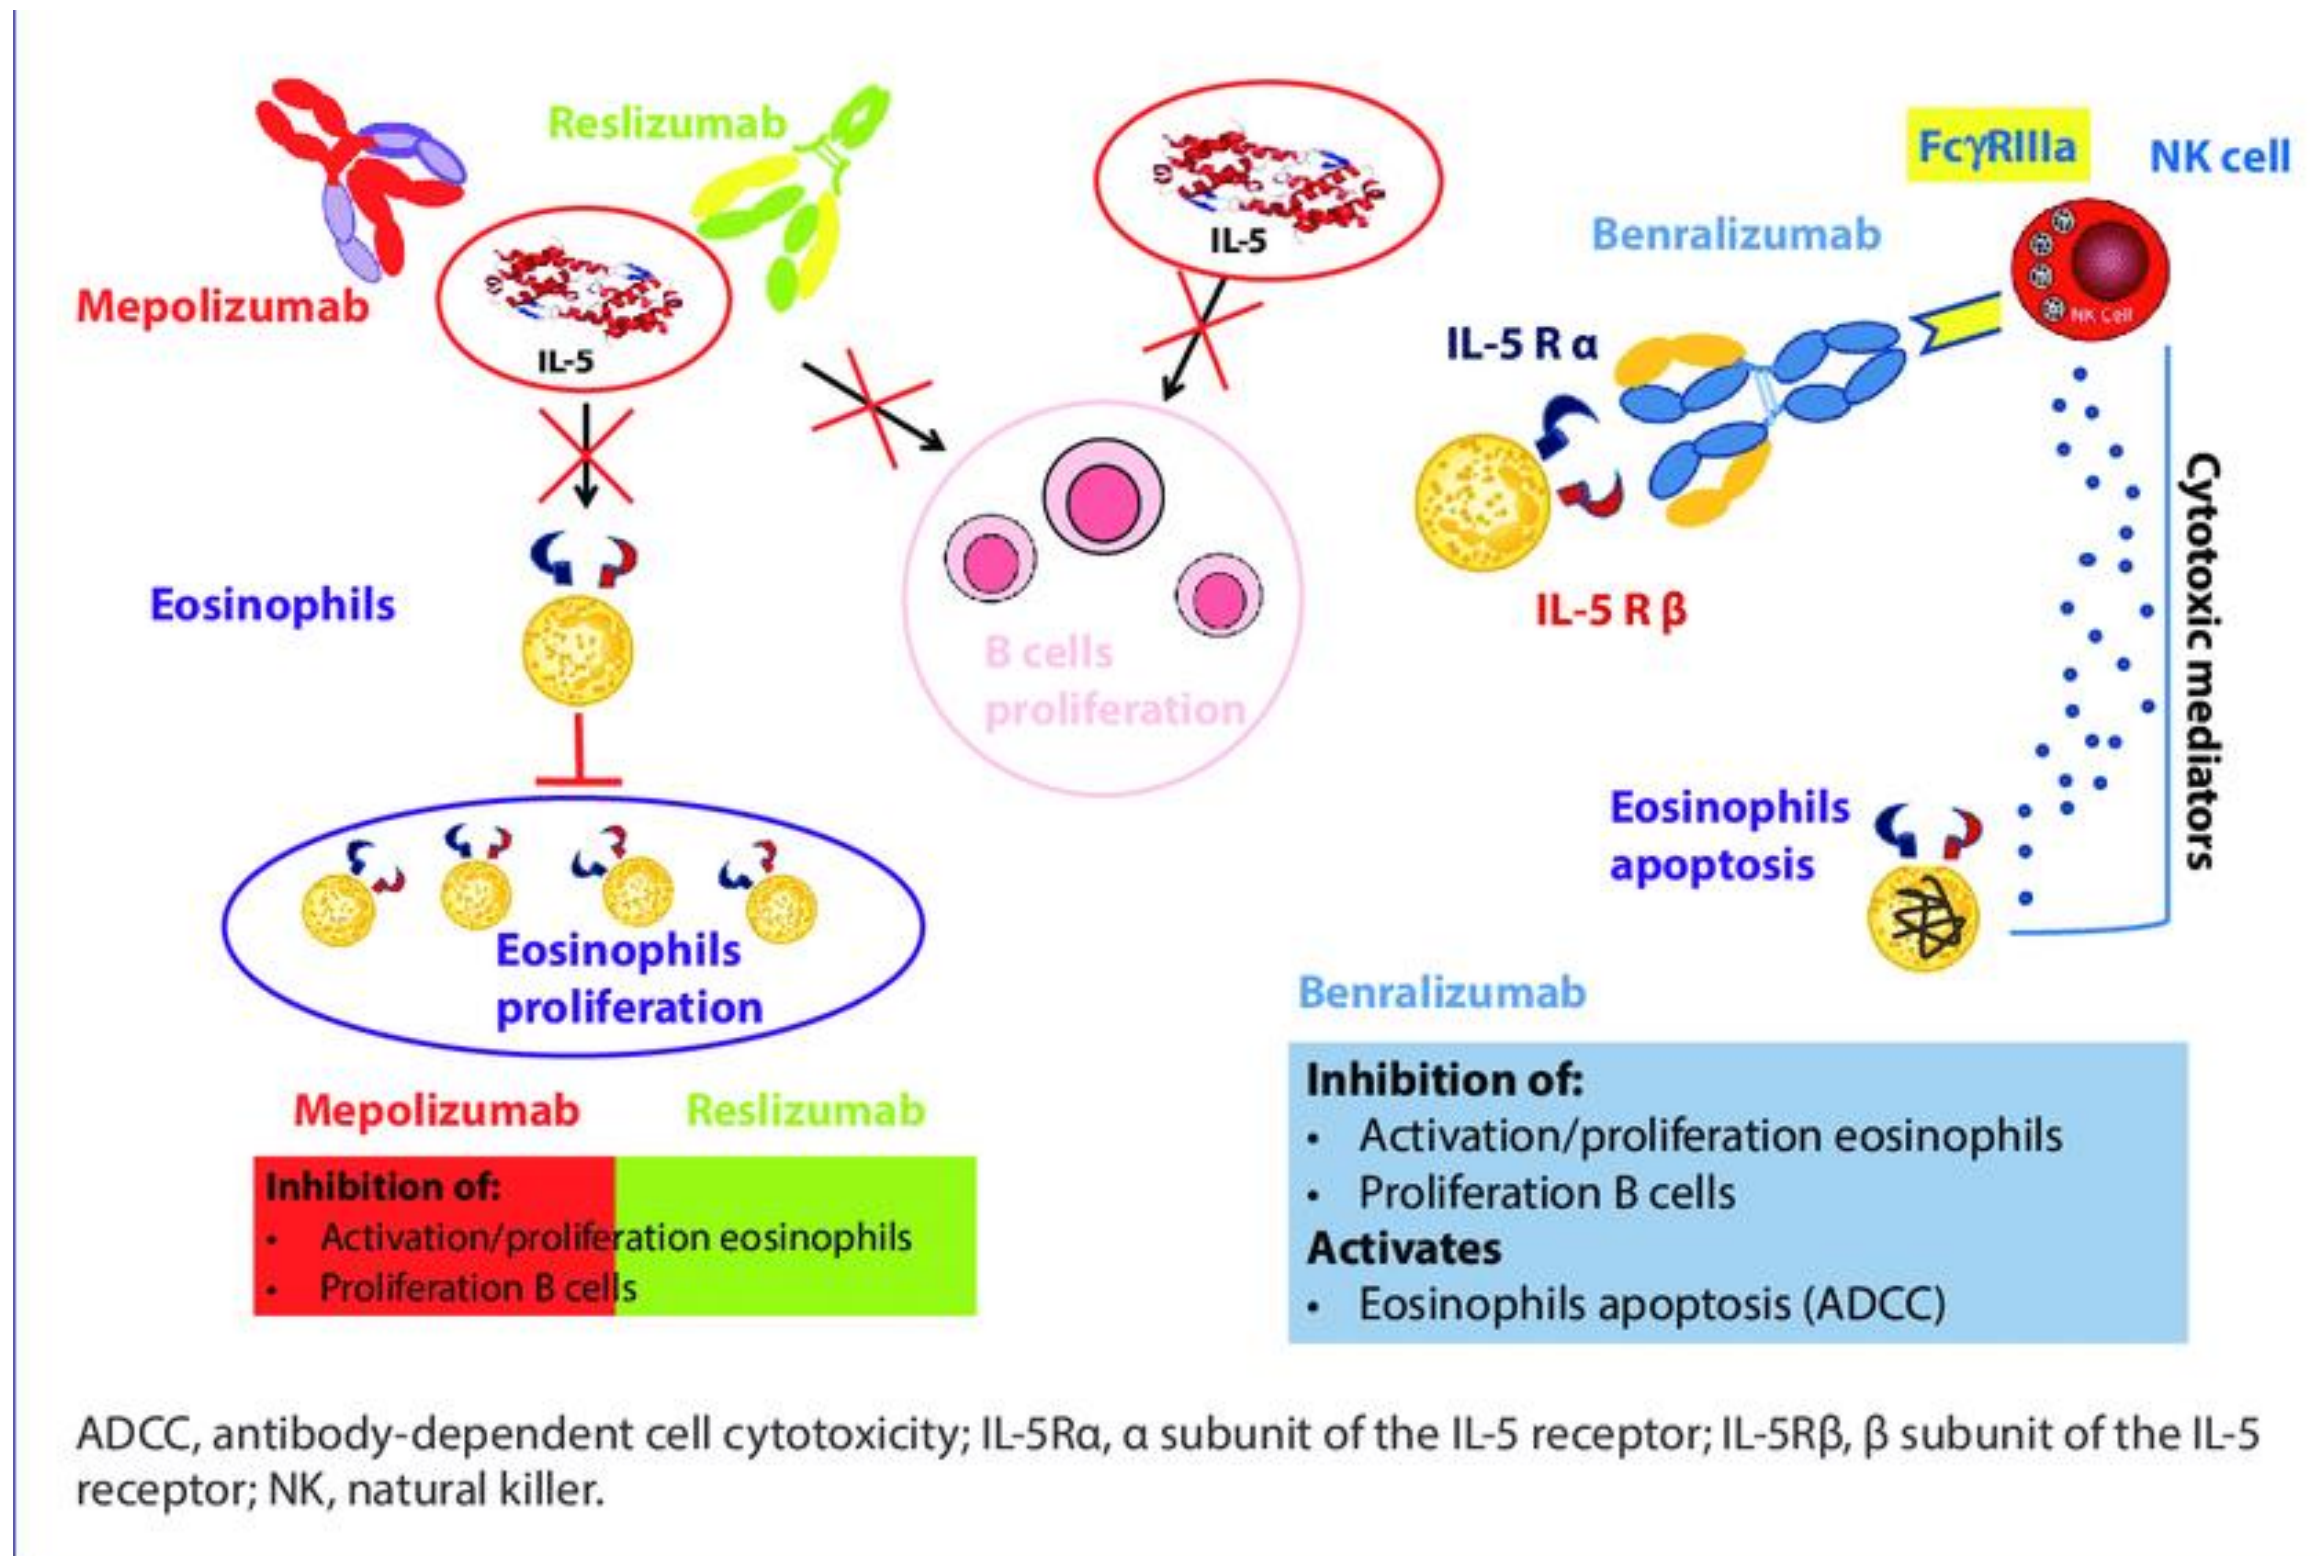 Reslizumab
Mepolizumab
IL-5
IL-5
FcγRIIIa
NK cell
Benralizumab
NK Cell
IL-5 R α
IL-5 R β
Eosinophils
B cells
proliferation
Cytotoxic mediators
Eosinophils
apoptosis
Eosinophils
proliferation
Mepolizumab
Reslizumab
Inhibition of:
• Activation/proliferation eosinophils
• Proliferation B cells
Benralizumab
Inhibition of:
• Activation/proliferation eosinophils
• Proliferation B cells
Activates
• Eosinophils apoptosis (ADCC)
ADCC, antibody-dependent cell cytotoxicity; IL-5Rα, α subunit of the IL-5 receptor; IL-5Rβ, β subunit of the IL-5
receptor; NK, natural killer.